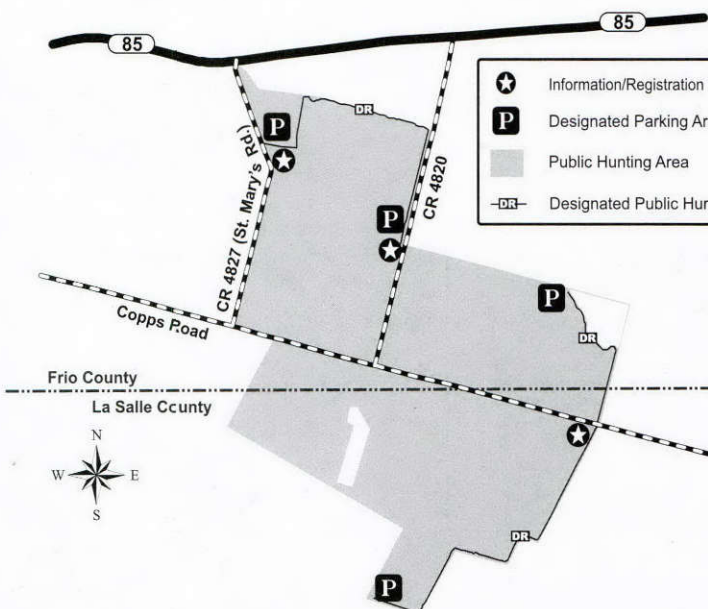 85
85
Information/Registration
P
Designated Parking Ar
Public Hunting Area
DR
Designated Public Hun
DR
P
CR 4827 (St. Mary's Rd.)
CR 4820
P
P
DR
Copps Road
Frio County
La Salle County
N
W E
S
DR
P